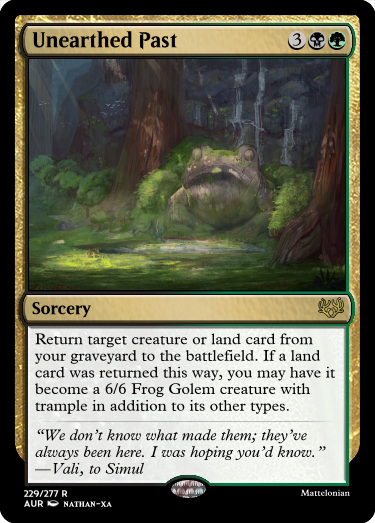 Unearthed Past 3
Sorcery
Return target creature or land card from
your graveyard to the battlefield. If a land
card was returned this way, you may have it
become a 6/6 Frog Golem creature with
trample in addition to its other types.
“We don’t know what made them; they’ve
always been here. I was hoping you’d know.”
—Vali, to Simul
229/277 R
Mattelonian
AUR NATHAN-XA